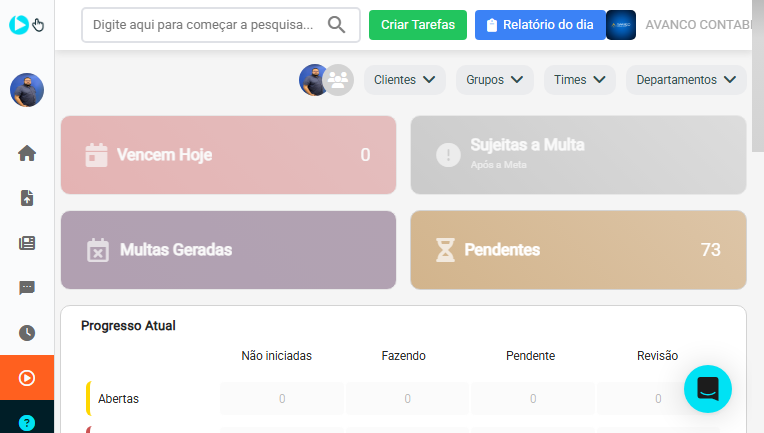 Digite aqui para começar a pesquisa...
Criar Tarefas
Relatório do dia
AVANCO CONTABI
Clientes
Grupos
Times
Departamentos
Vencem Hoje
0
Sujeitas a Multa
Após a Meta
Multas Geradas
Pendentes
73
Progresso Atual
Não iniciadas
Fazendo
Pendente
Revisão
Abertas
0
0
0
0
?